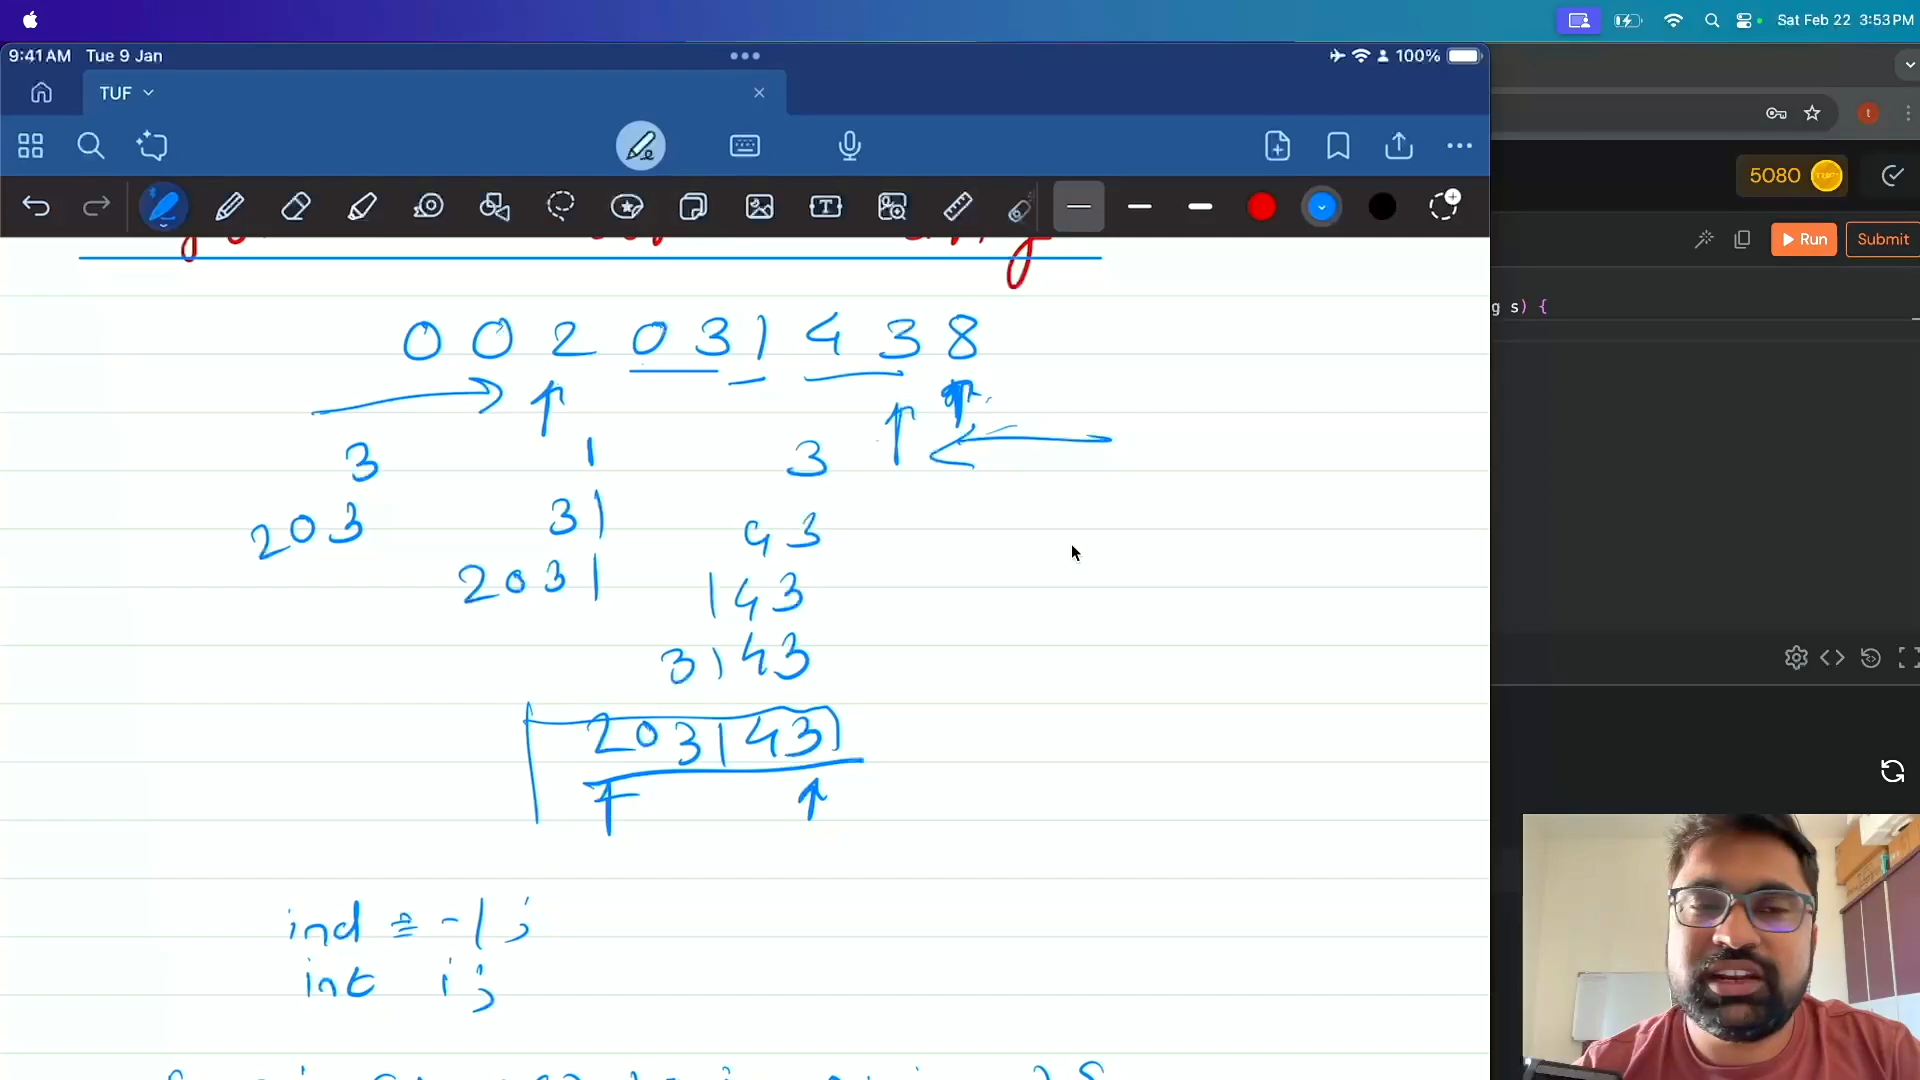 Sat Feb 22 3:53 PM
9:41 AM Tue 9 Jan
100%
TUF
5080
Run
Submit
g s) {
0 0 2 0 3 1 4 3 8
3 1 3
203 31 43
2031 143
3143
203143
ind = -1 ;
int i ;